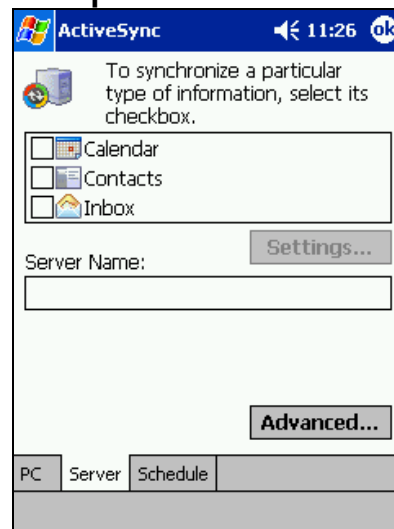 ActiveSync 11:26 ok
To synchronize a particular
type of information, select its
checkbox.
Calendar
Contacts
Inbox
Settings...
Server Name:
Advanced...
PC Server Schedule